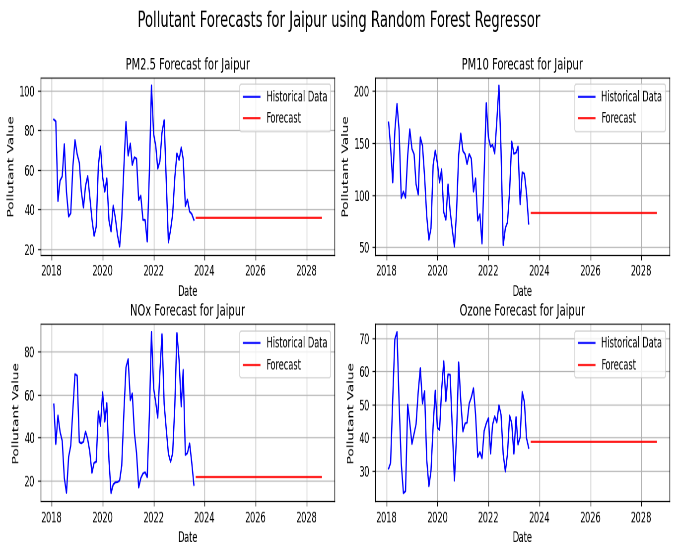 Pollutant Forecasts for Jaipur using Random Forest Regressor
PM2.5 Forecast for Jaipur
Pollutant Value
100
80
60
40
20
Historical Data
Forecast
2018 2020 2022 2024 2026 2028
Date
PM10 Forecast for Jaipur
Pollutant Value
200
150
100
50
Historical Data
Forecast
2018 2020 2022 2024 2026 2028
Date
NOx Forecast for Jaipur
Pollutant Value
80
60
40
20
Historical Data
Forecast
2018 2020 2022 2024 2026 2028
Date
Ozone Forecast for Jaipur
Pollutant Value
70
60
50
40
30
Historical Data
Forecast
2018 2020 2022 2024 2026 2028
Date